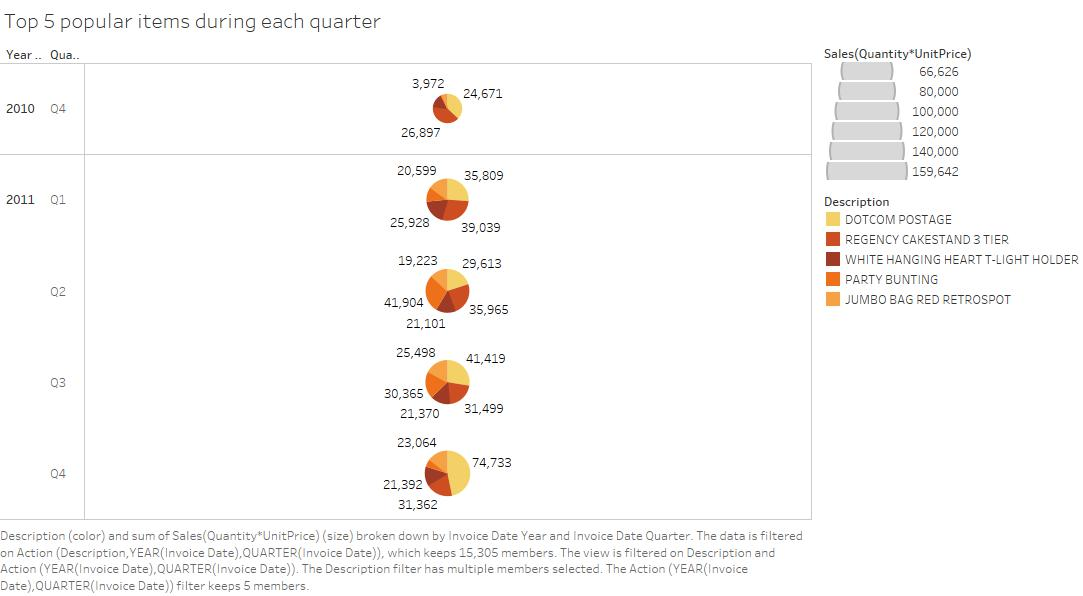 Top 5 popular items during each quarter
Year .. Qua..
Sales(Quantity*UnitPrice)
66,626
80,000
100,000
120,000
140,000
159,642
Description
DOTCOM POSTAGE
REGENCY CAKESTAND 3 TIER
WHITE HANGING HEART T-LIGHT HOLDER
PARTY BUNTING
JUMBO BAG RED RETROSPOT
2010 Q4
3,972
24,671
26,897
2011 Q1
20,599
35,809
25,928
39,039
Q2
19,223
29,613
41,904
35,965
21,101
Q3
25,498
41,419
30,365
31,499
21,370
Q4
23,064
74,733
21,392
31,362
Description (color) and sum of Sales(Quantity*UnitPrice) (size) broken down by Invoice Date Year and Invoice Date Quarter. The data is filtered
on Action (Description,YEAR(Invoice Date),QUARTER(Invoice Date)), which keeps 15,305 members. The view is filtered on Description and
Action (YEAR(Invoice Date),QUARTER(Invoice Date)). The Description filter has multiple members selected. The Action (YEAR(Invoice
Date),QUARTER(Invoice Date)) filter keeps 5 members.